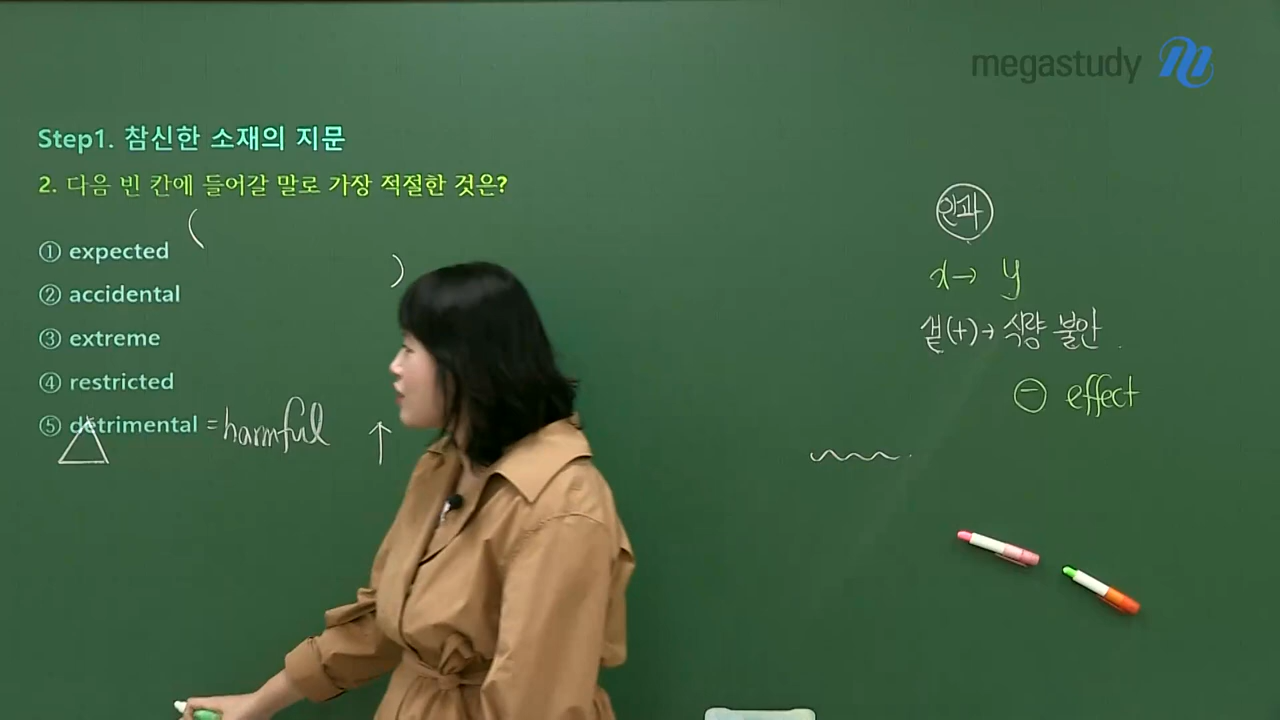 megastudy
Step1. 참신한 소재의 지문
2. 다음 빈 칸에 들어갈 말로 가장 적절한 것은?
① expected
② accidental
③ extreme
④ restricted
⑤ detrimental = harmful
인과
x → y
(+) → 식량 불안
⊖ effect